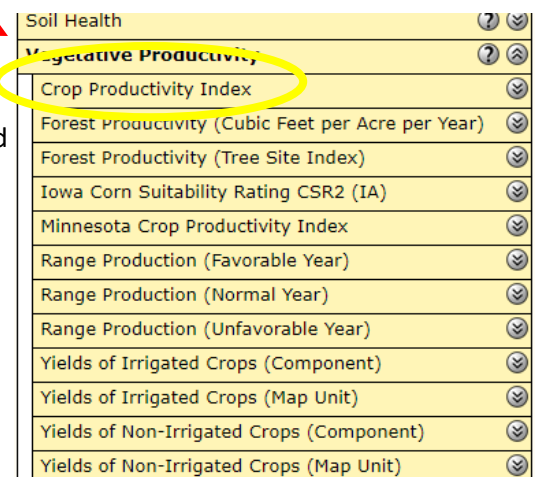 Soil Health
Vegetative Productivity
Crop Productivity Index
d
Forest Productivity (Cubic Feet per Acre per Year)
Forest Productivity (Tree Site Index)
Iowa Corn Suitability Rating CSR2 (IA)
Minnesota Crop Productivity Index
Range Production (Favorable Year)
Range Production (Normal Year)
Range Production (Unfavorable Year)
Yields of Irrigated Crops (Component)
Yields of Irrigated Crops (Map Unit)
Yields of Non-Irrigated Crops (Component)
Yields of Non-Irrigated Crops (Map Unit)